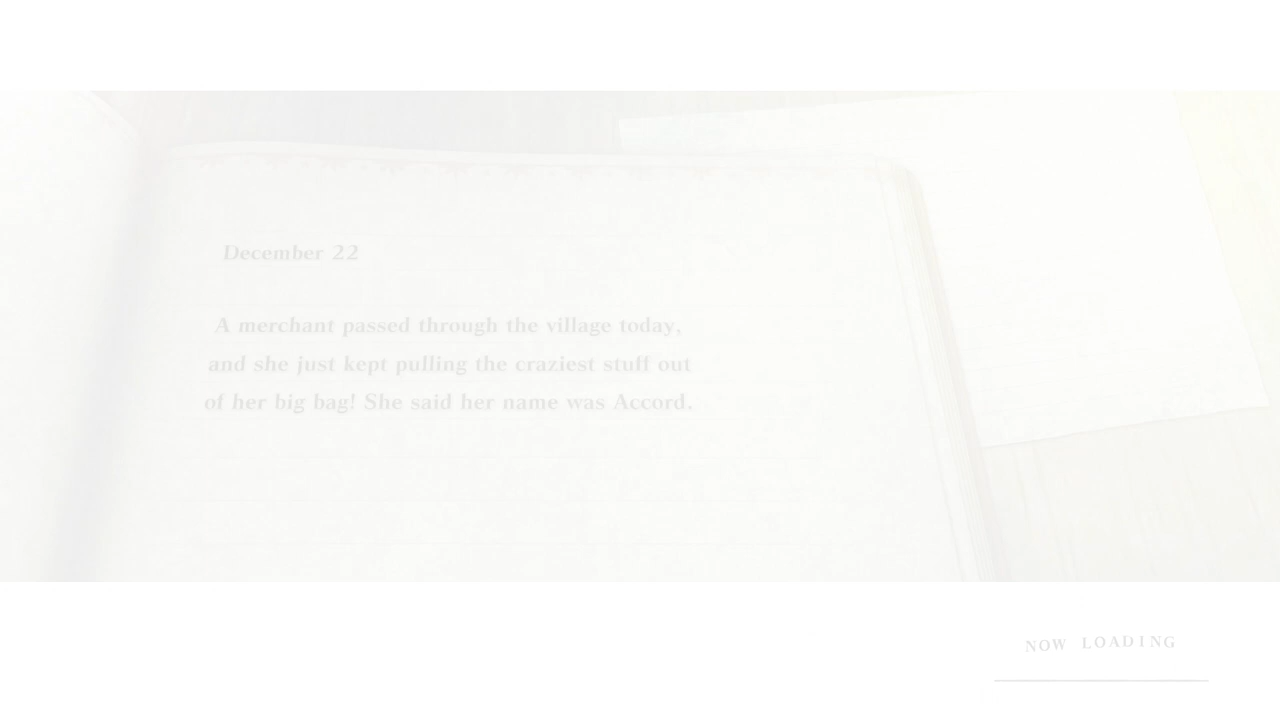 December 22
A merchant passed through the village today,
and she just kept pulling the craziest stuff out
of her big bag! She said her name was Accord.
NOW LOADING